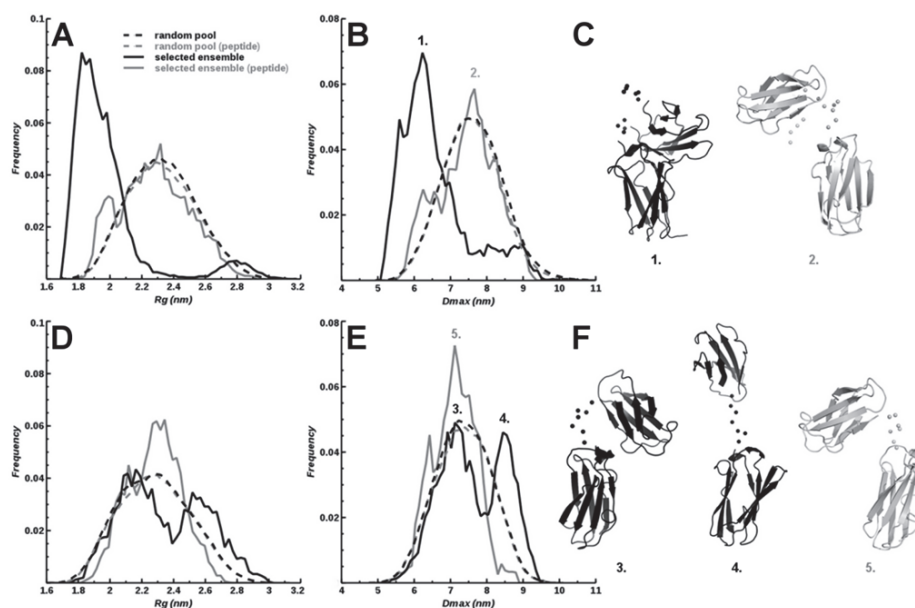 A
B
C
random pool
random pool (peptide)
selected ensemble
selected ensemble (peptide)
1.
2.
0.1
0.08
0.06
0.04
0.02
0
Frequency
1.6 1.8 2 2.2 2.4 2.6 2.8 3 3.2
Rg (nm)
0.08
0.06
0.04
0.02
0.00
Frequency
4 5 6 7 8 9 10 11
Dmax (nm)
1.
2.
D
E
F
5.
3.
4.
0.1
0.08
0.06
0.04
0.02
0
Frequency
1.6 1.8 2 2.2 2.4 2.6 2.8 3 3.2
Rg (nm)
0.08
0.06
0.04
0.02
0.00
Frequency
4 5 6 7 8 9 10 11
Dmax (nm)
3.
4.
5.